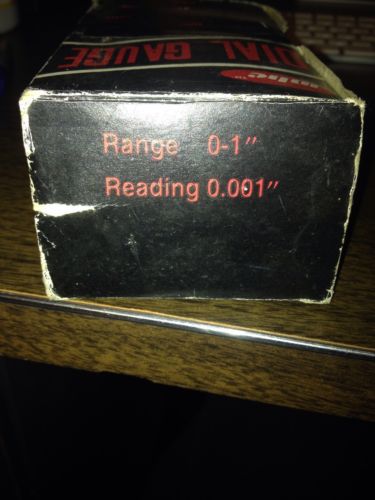 DIAL GAUGE
Range 0-1"
Reading 0.001"